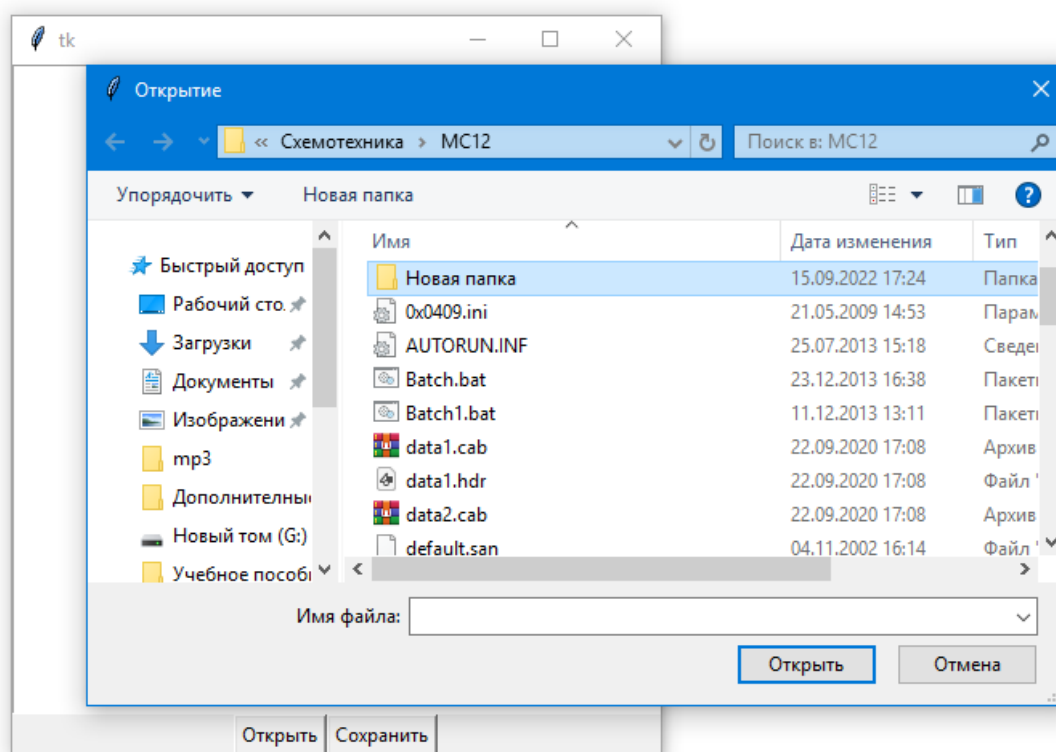 tk
Открытие
« Схемотехника › MC12
Поиск в: MC12
Упорядочить
Новая папка
Имя
Дата изменения
Тип
Быстрый доступ
Рабочий сто.
Загрузки
Документы
Изображени
mp3
Дополнителны
Новый том (G:)
Учебное пособ
Новая папка 15.09.2022 17:24 Папка
0x0409.ini 21.05.2009 14:53 Парам
AUTORUN.INF 25.07.2013 15:18 Сведе
Batch.bat 23.12.2013 16:38 Пакет
Batch1.bat 11.12.2013 13:11 Пакет
data1.cab 22.09.2020 17:08 Архив
data1.hdr 22.09.2020 17:08 Файл "
data2.cab 22.09.2020 17:08 Архив
default.san 04.11.2002 16:14 Файл "
Имя файла:
Открыть
Отмена
Открыть
Сохранить